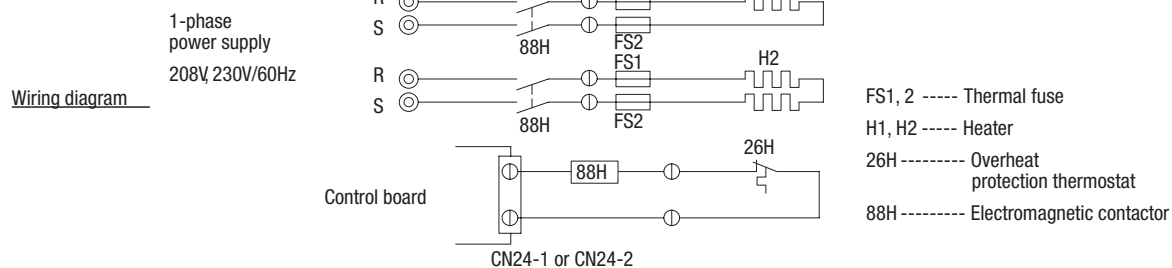 R
1-phase
power supply
208V, 230V/60Hz
Wiring diagram
S
88H
FS2
FS1
H2
R
S
88H
FS2
FS1, 2 ----- Thermal fuse
H1, H2 ----- Heater
26H --------- Overheat
protection thermostat
88H --------- Electromagnetic contactor
26H
88H
Control board
CN24-1 or CN24-2